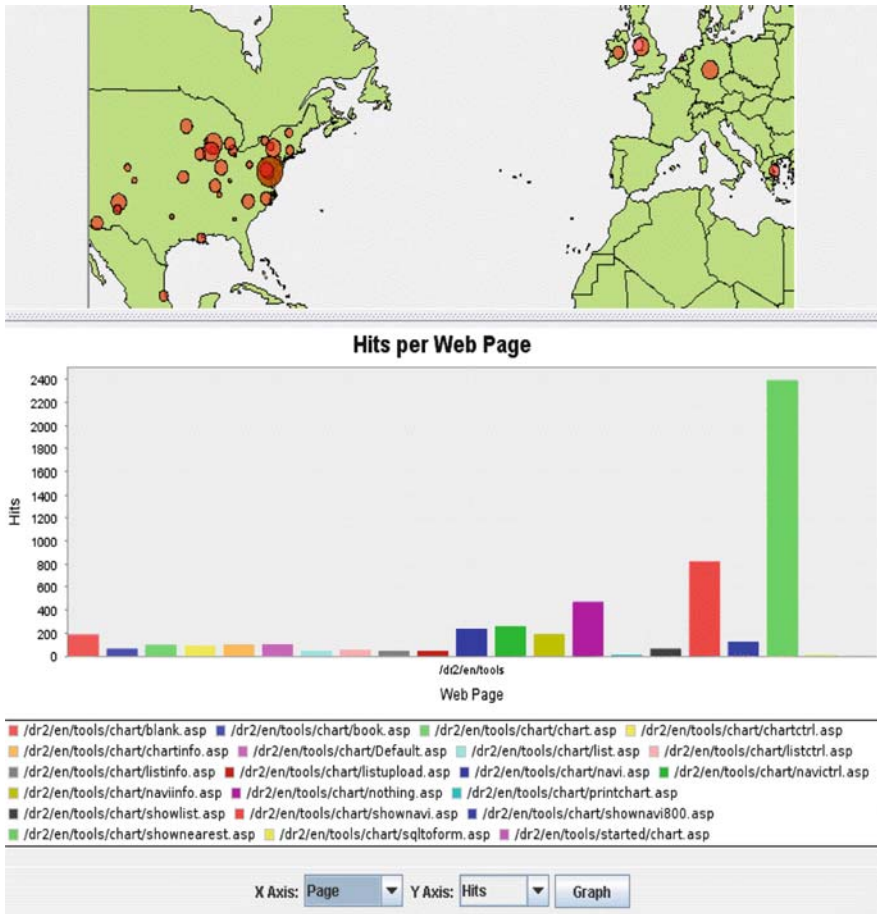 Hits per Web Page
2400
2200
2000
1800
1600
1400
1200
1000
800
600
400
200
0
Hits
/dr2/en/tools
Web Page
/dr2/en/tools/chart/blank.asp /dr2/en/tools/chart/book.asp /dr2/en/tools/chart/chart.asp /dr2/en/tools/chart/chartctrl.asp
/dr2/en/tools/chart/chartinfo.asp /dr2/en/tools/chart/Default.asp /dr2/en/tools/chart/list.asp /dr2/en/tools/chart/listctrl.asp
/dr2/en/tools/chart/listinfo.asp /dr2/en/tools/chart/listupload.asp /dr2/en/tools/chart/navi.asp /dr2/en/tools/chart/navictrl.asp
/dr2/en/tools/chart/naviinfo.asp /dr2/en/tools/chart/nothing.asp /dr2/en/tools/chart/printchart.asp
/dr2/en/tools/chart/showlist.asp /dr2/en/tools/chart/shownavi.asp /dr2/en/tools/chart/shownavi800.asp
/dr2/en/tools/chart/shownearest.asp /dr2/en/tools/chart/sqltoform.asp /dr2/en/tools/started/chart.asp
X Axis: Page Y Axis: Hits Graph